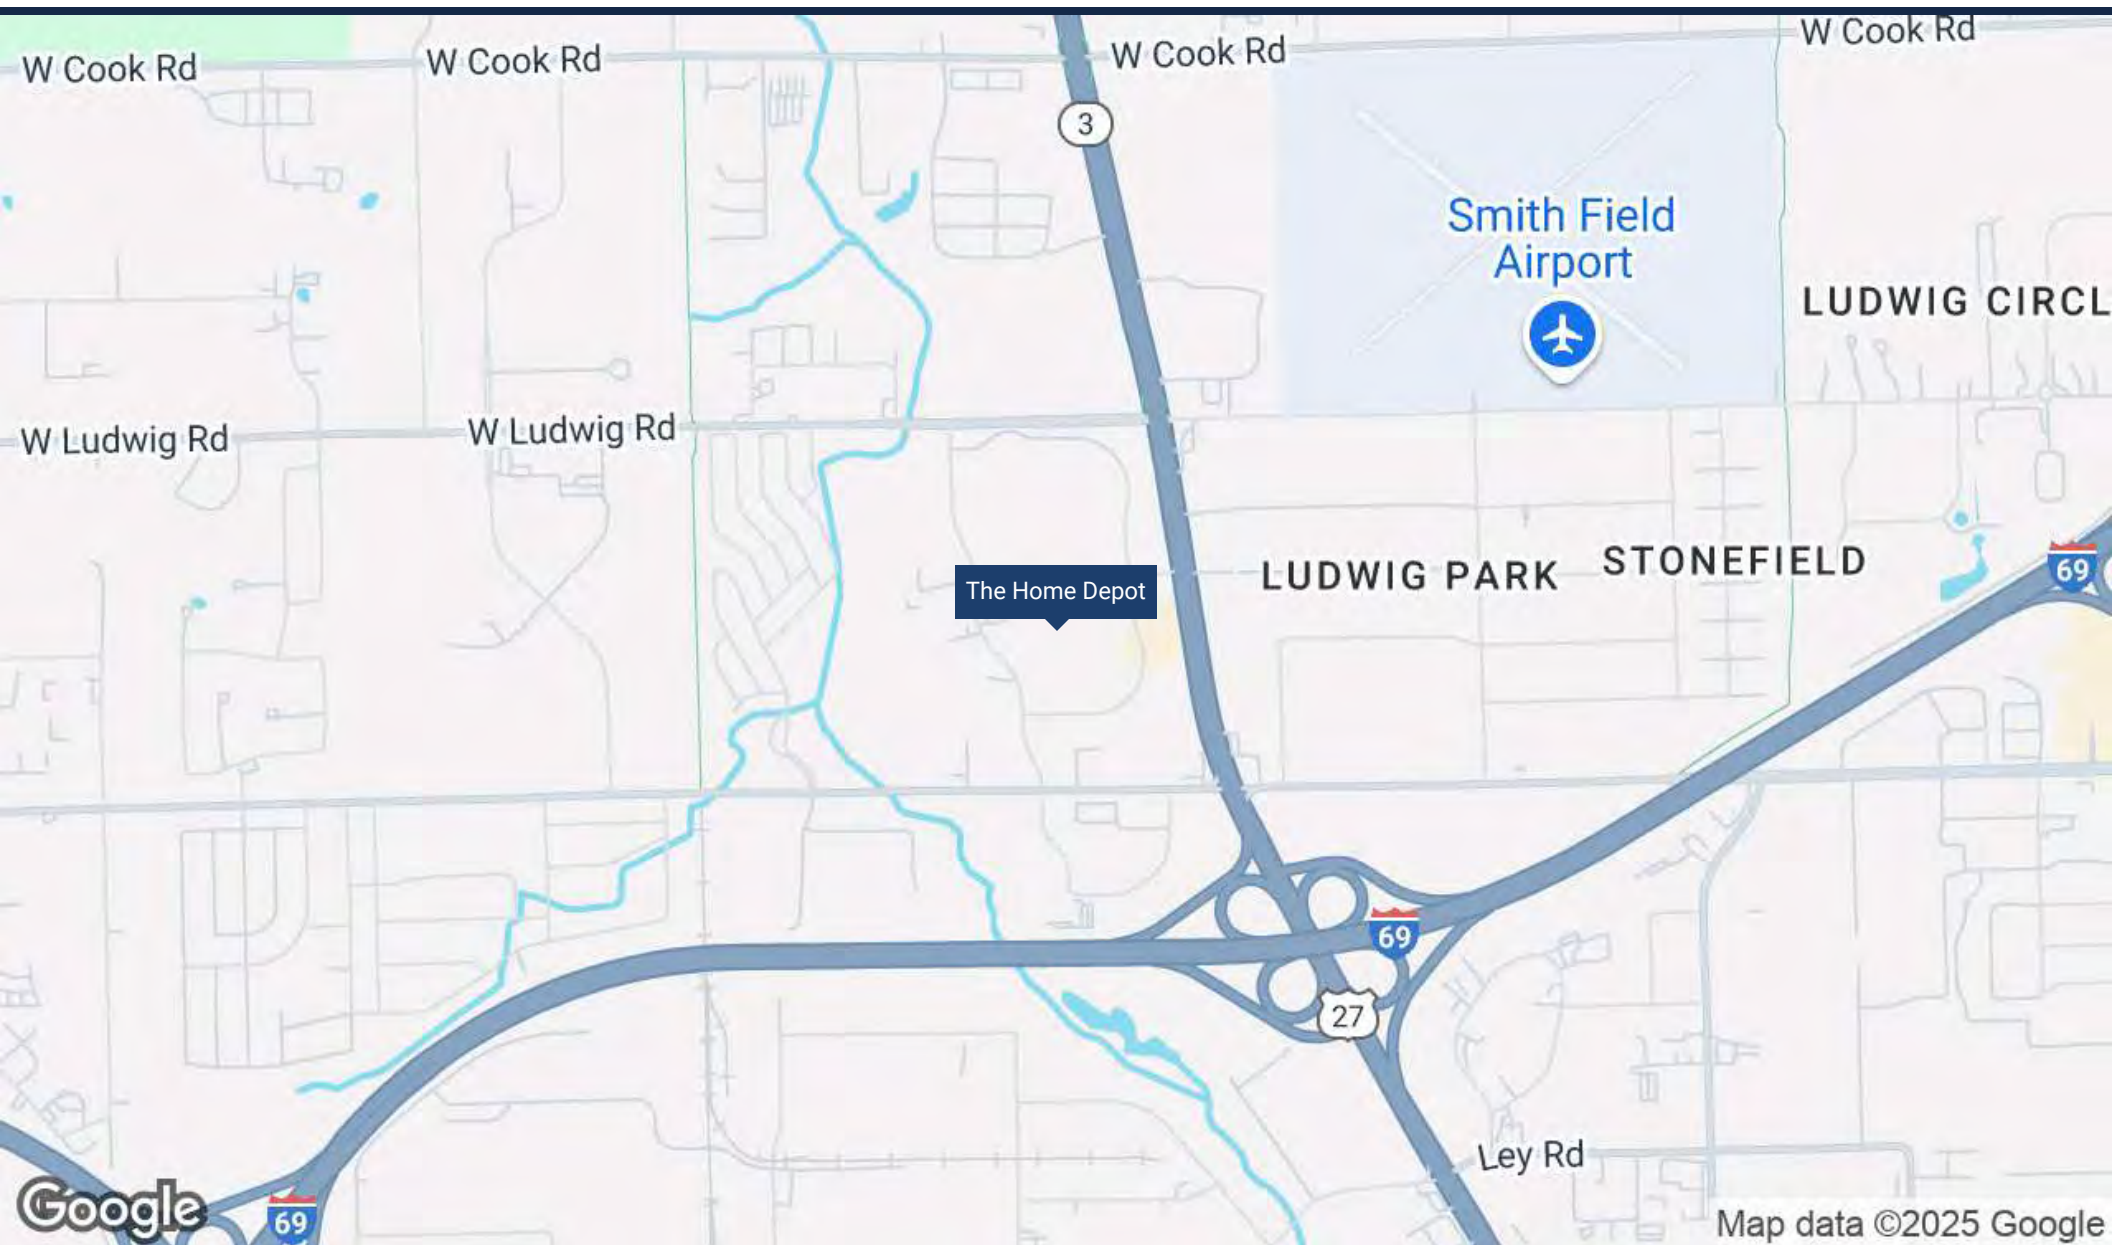 W Cook Rd
W Cook Rd
W Cook Rd
W Cook Rd
3
Smith Field
Airport
LUDWIG CIRCL
W Ludwig Rd
W Ludwig Rd
The Home Depot
LUDWIG PARK
STONEFIELD
69
69
27
Ley Rd
Google
69
Map data ©2025 Google